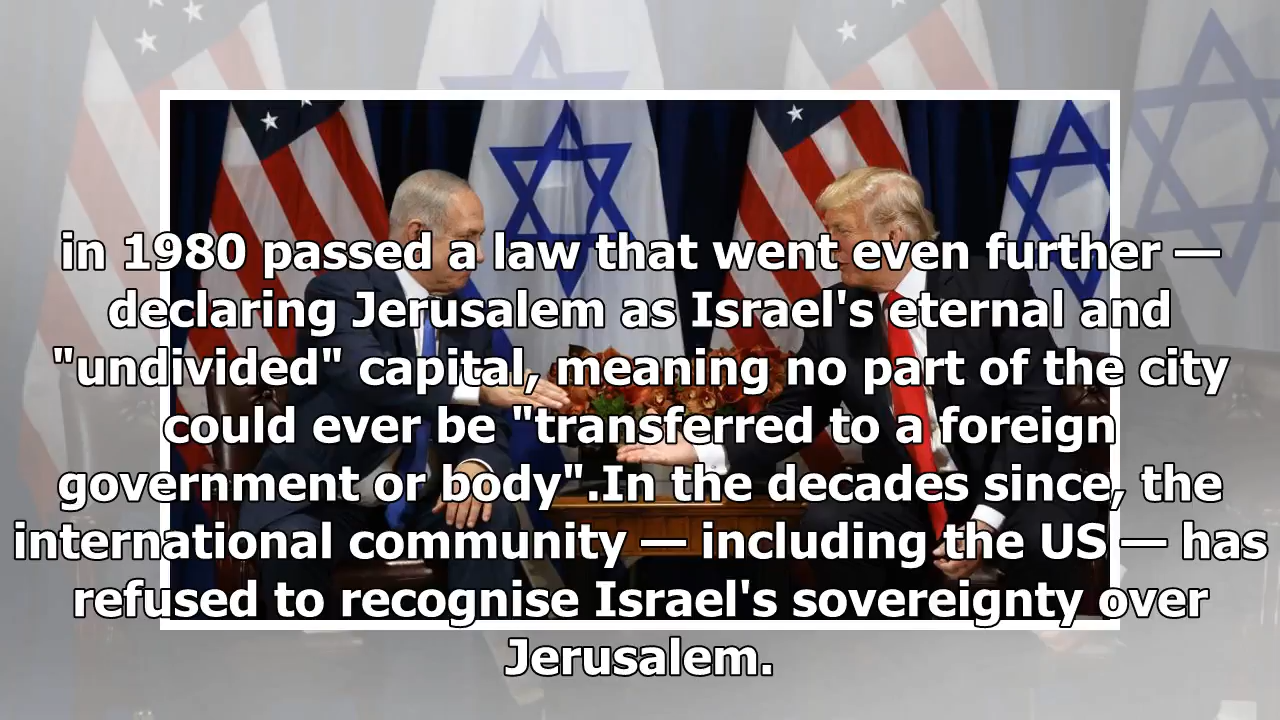 in 1980 passed a law that went even further —
declaring Jerusalem as Israel's eternal and
"undivided" capital, meaning no part of the city
could ever be "transferred to a foreign
government or body".In the decades since, the
international community — including the US — has
refused to recognise Israel's sovereignty over
Jerusalem.